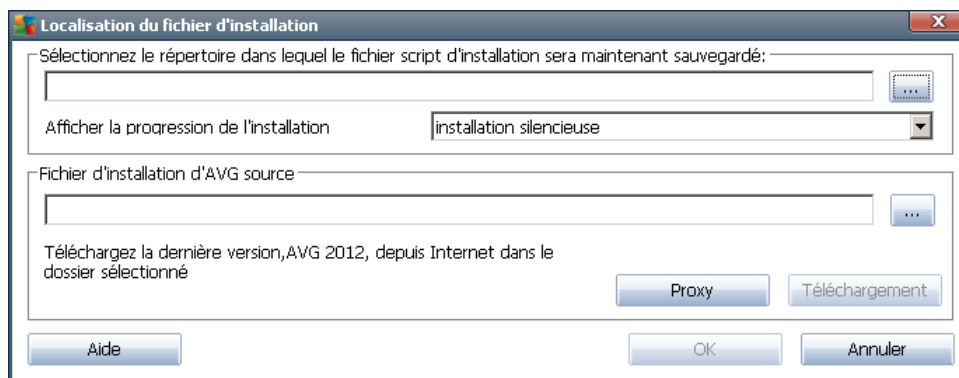 Localisation du fichier d'installation
Sélectionnez le répertoire dans lequel le fichier script d'installation sera maintenant sauvegardé:
...
Afficher la progression de l'installation
installation silencieuse
Fichier d'installation d'AVG source
...
Téléchargez la dernière version,AVG 2012, depuis Internet dans le
dossier sélectionné
Proxy
Téléchargement
Aide
OK
Annuler